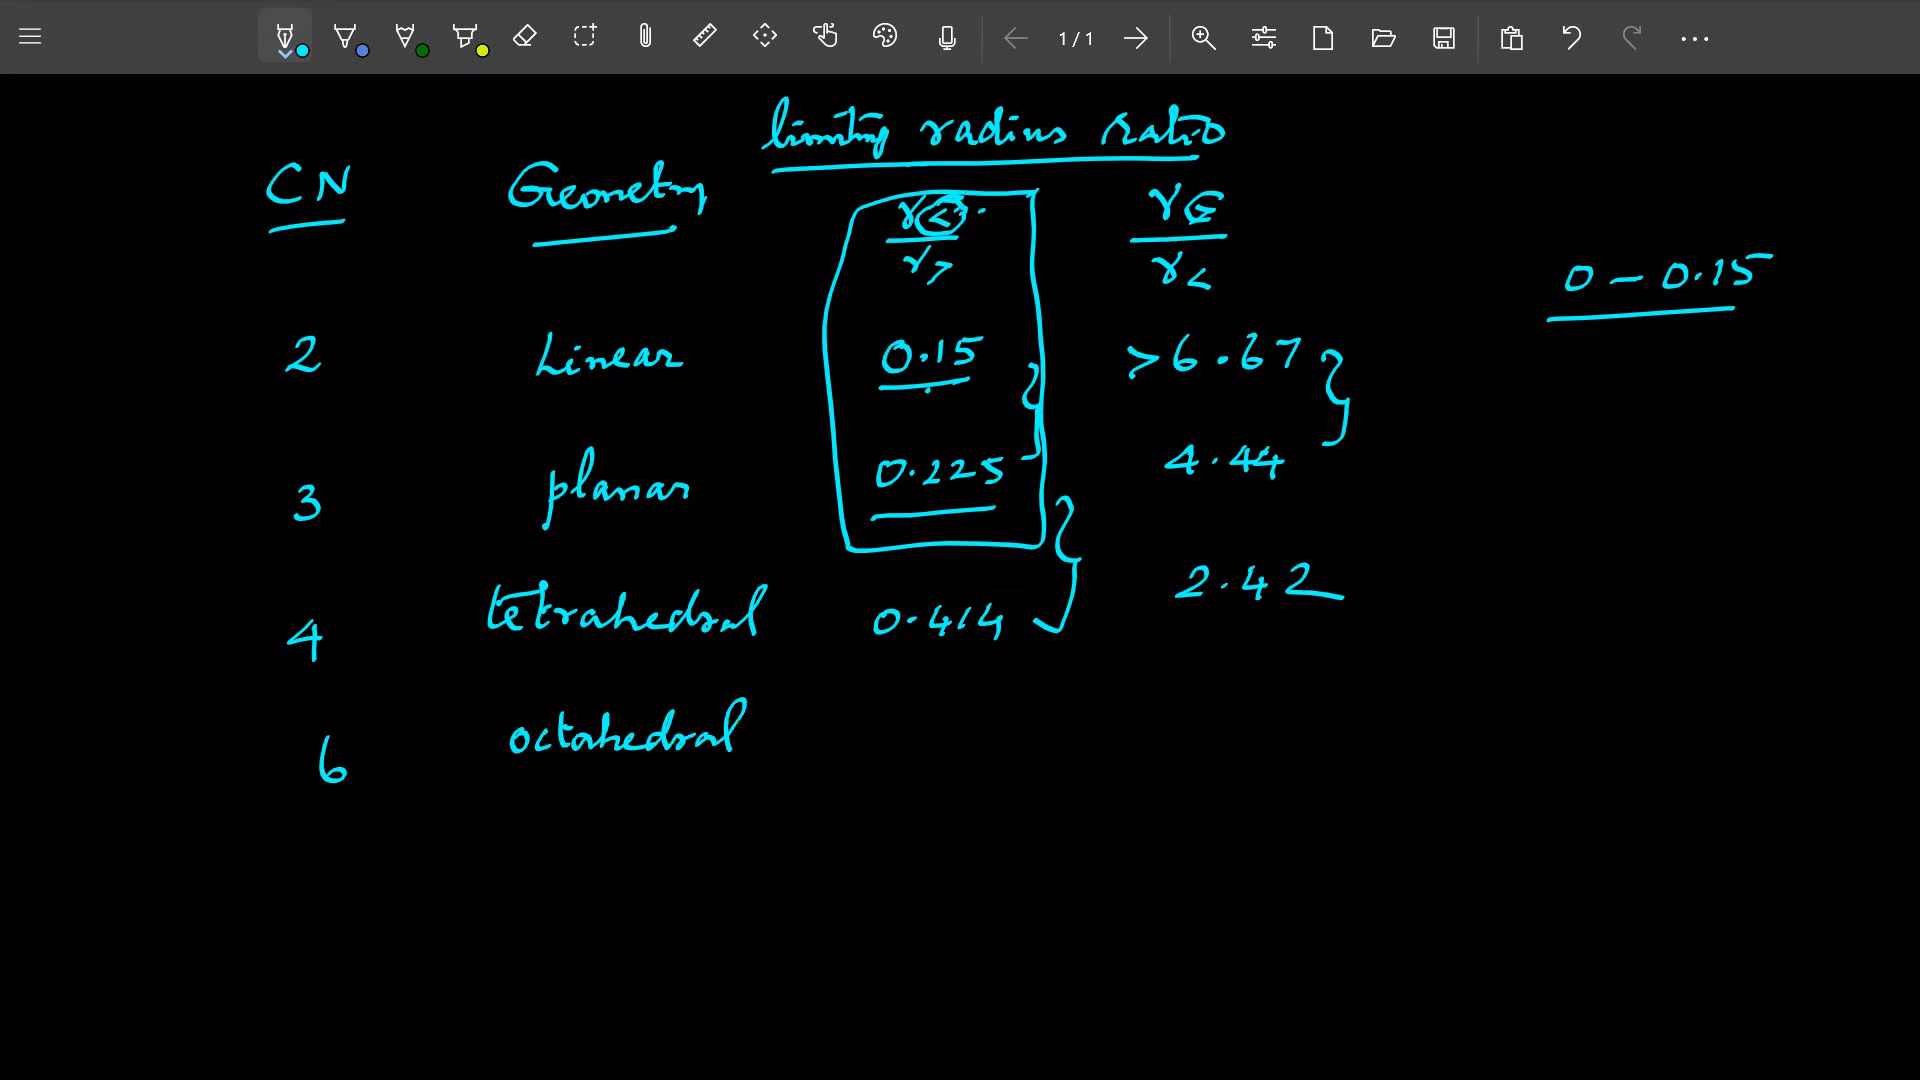 1 / 1
limiting radius ratio
CN Geometry r< / r> r> / r<
0 - 0.15
2 Linear 0.15 >6.67
3 planar 0.225 4.44
4 tetrahedral 0.414 2.42
6 octahedral